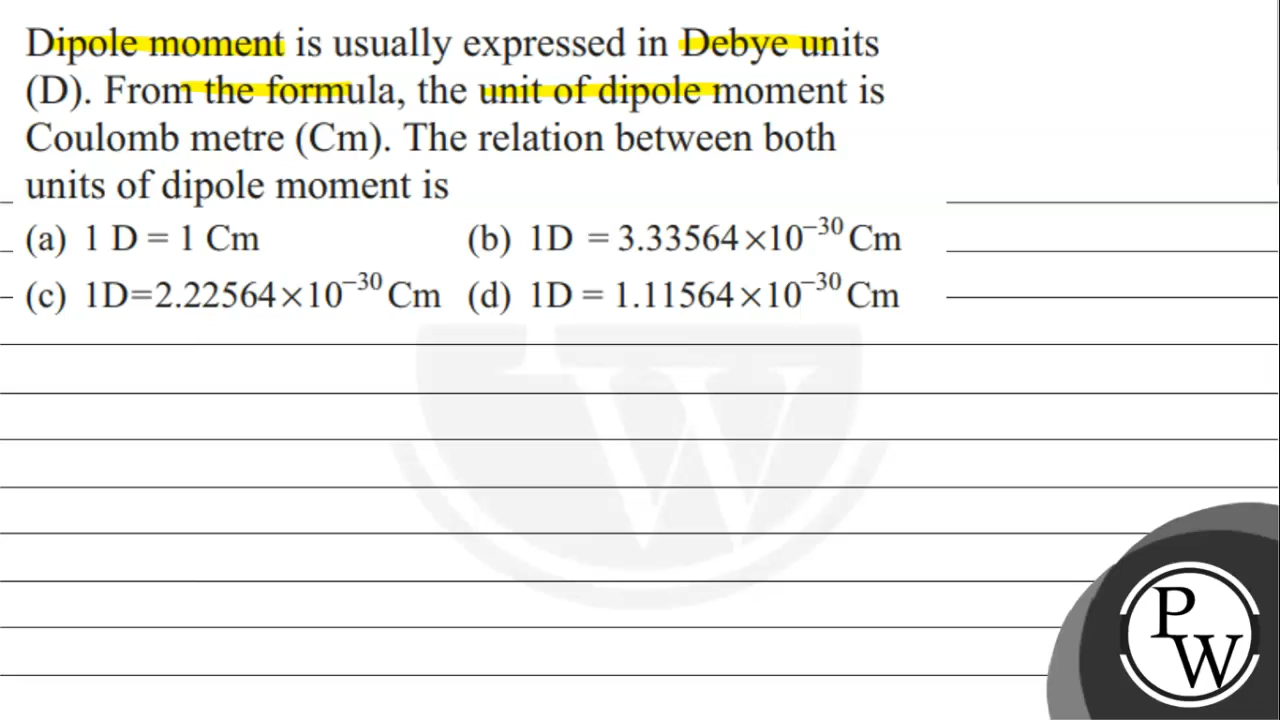 Dipole moment is usually expressed in Debye units
(D). From the formula, the unit of dipole moment is
Coulomb metre (Cm). The relation between both
units of dipole moment is
(a) 1 D = 1 Cm (b) 1D = 3.33564×10⁻³⁰ Cm
(c) 1D=2.22564×10⁻³⁰ Cm (d) 1D = 1.11564×10⁻³⁰ Cm
W
P
W